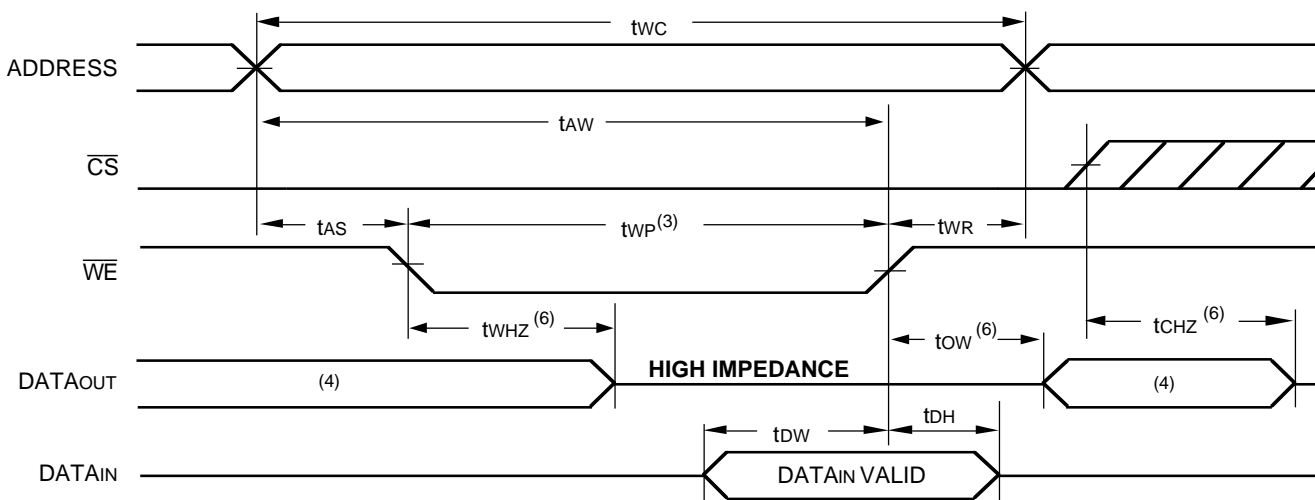 tWC
ADDRESS
tAW
CS
tAS
tWP(3)
tWR
WE
tWHZ (6)
tOW (6)
tCHZ (6)
DATAOUT
(4)
HIGH IMPEDANCE
(4)
tDW
tDH
DATAIN
DATAIN VALID